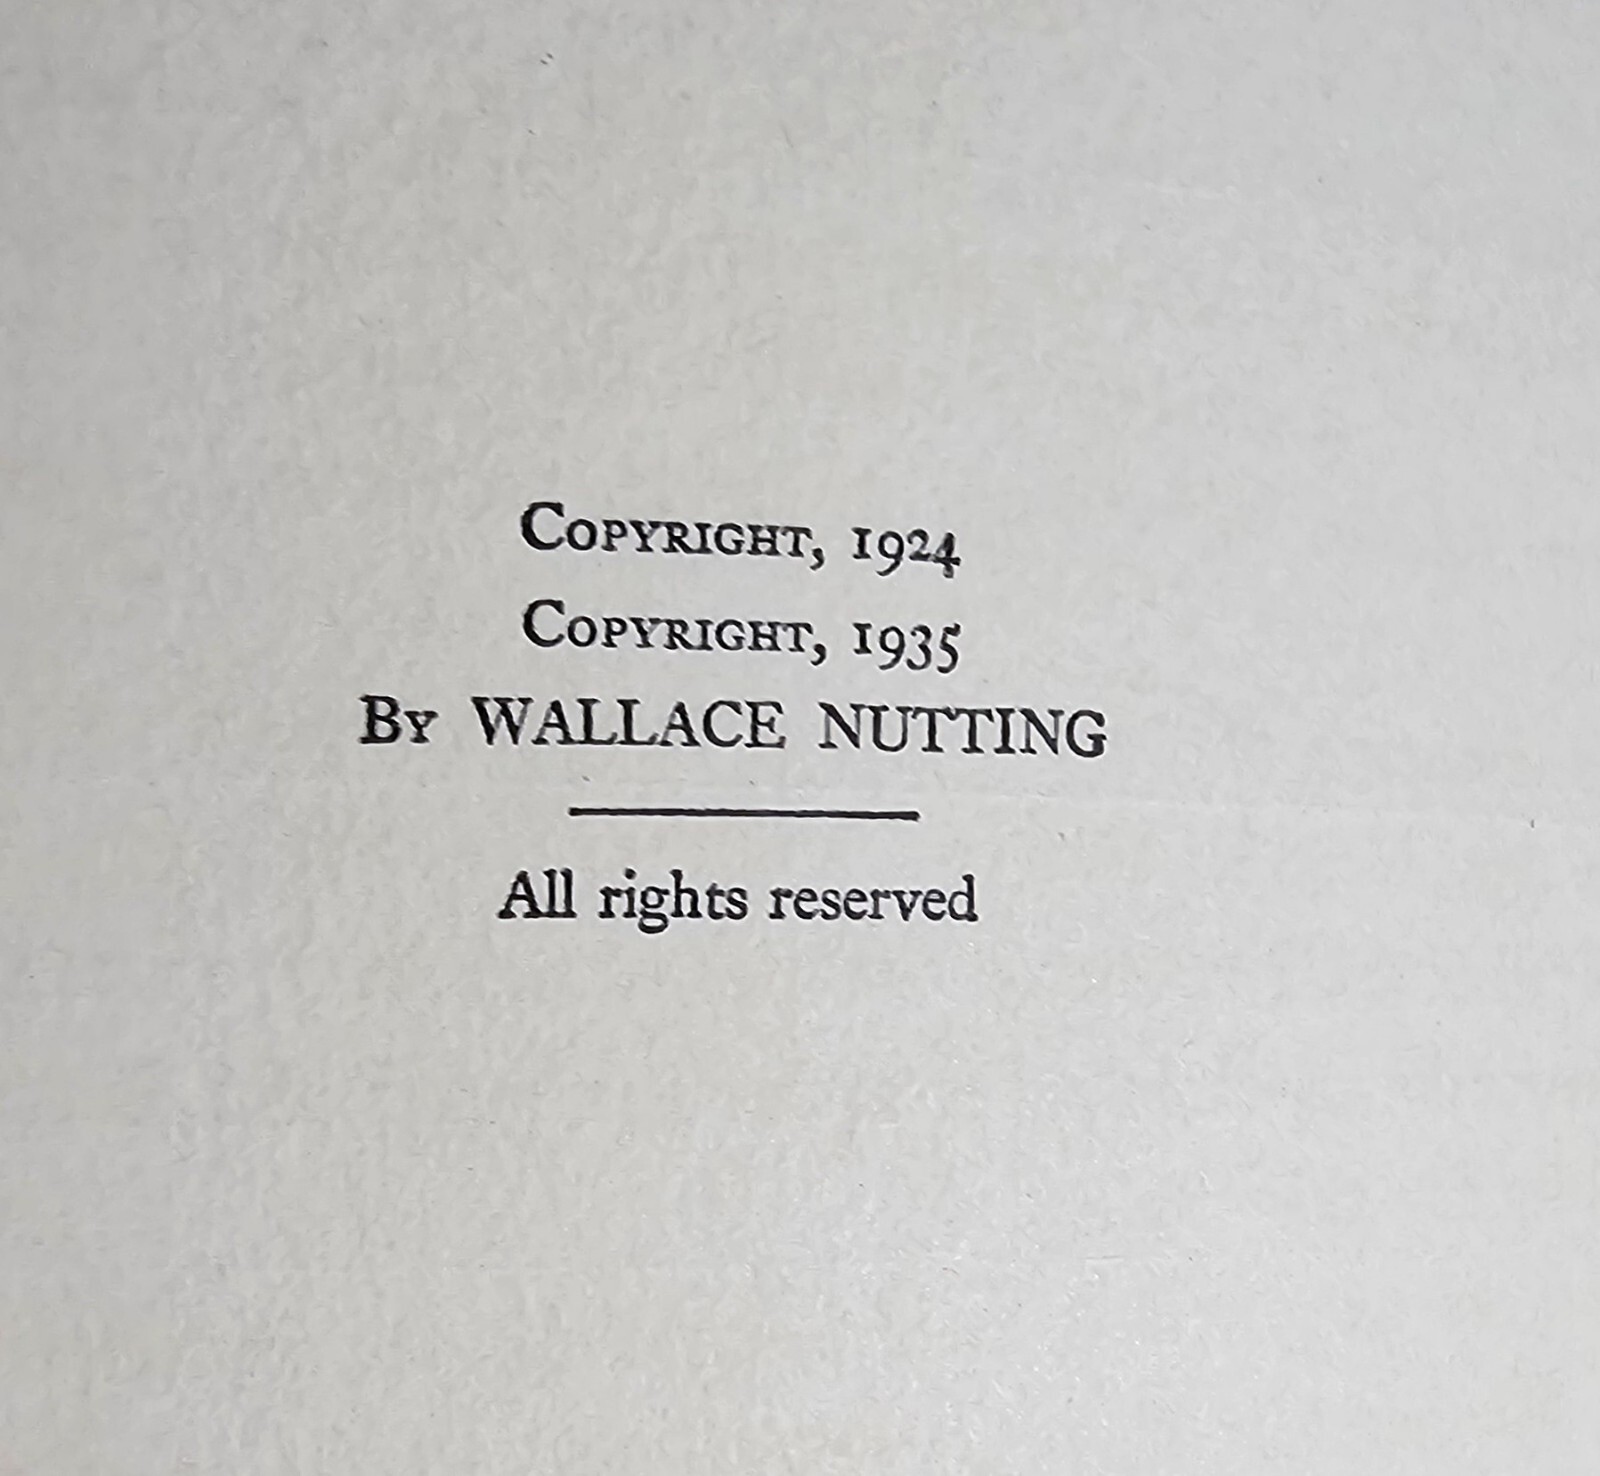 Copyright, 1924
Copyright, 1935
By WALLACE NUTTING
All rights reserved